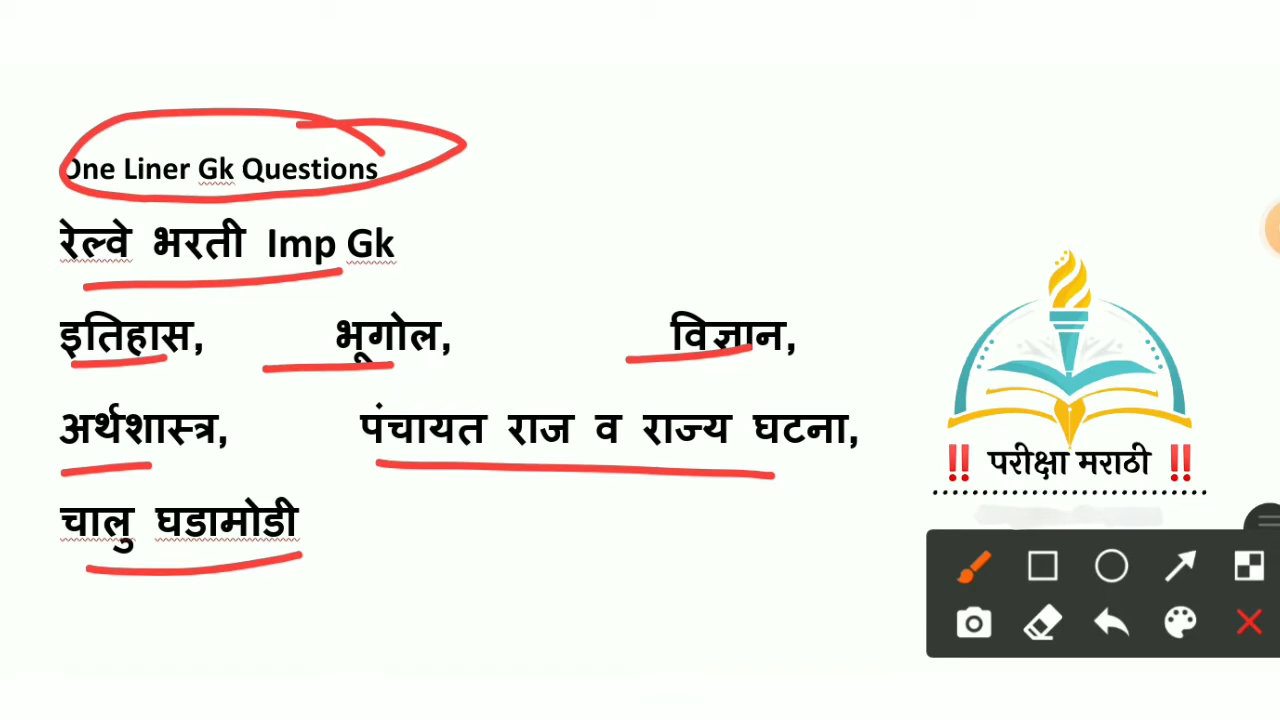 One Liner Gk Questions
रेल्वे भरती Imp Gk
इतिहास, भूगोल, विज्ञान,
अर्थशास्त्र, पंचायत राज व राज्य घटना,
चालु घडामोडी
‼ परीक्षा मराठी ‼